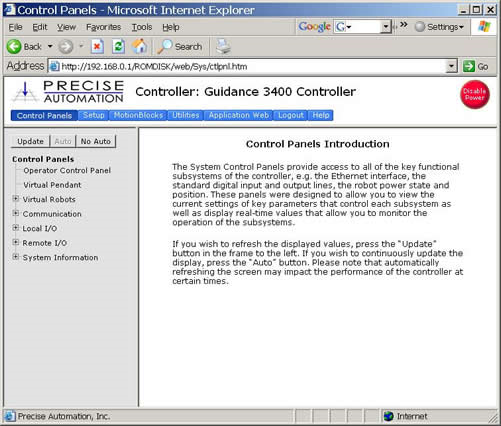 Control Panels - Microsoft Internet Explorer
File Edit View Favorites Tools Help Google G Settings
Back Search
Address http://192.168.0.1/ROMDISK/web/Sys/ctlpnl.htm Go
PRECISE AUTOMATION
Controller: Guidance 3400 Controller
Disable Power
Control Panels Setup MotionBlocks Utilities Application Web Logout Help
Update Auto No Auto
Control Panels
Operator Control Panel
Virtual Pendant
Virtual Robots
Communication
Local I/O
Remote I/O
System Information
Control Panels Introduction
The System Control Panels provide access to all of the key functional
subsystems of the controller, e.g. the Ethernet interface, the
standard digital input and output lines, the robot power state and
position. These panels were designed to allow you to view the
current settings of key parameters that control each subsystem as
well as display real-time values that allow you to monitor the
operation of the subsystems.
If you wish to refresh the displayed values, press the "Update"
button in the frame to the left. If you wish to continuously update the
display, press the "Auto" button. Please note that automatically
refreshing the screen may impact the performance of the controller at
certain times.
Precise Automation, Inc. Internet